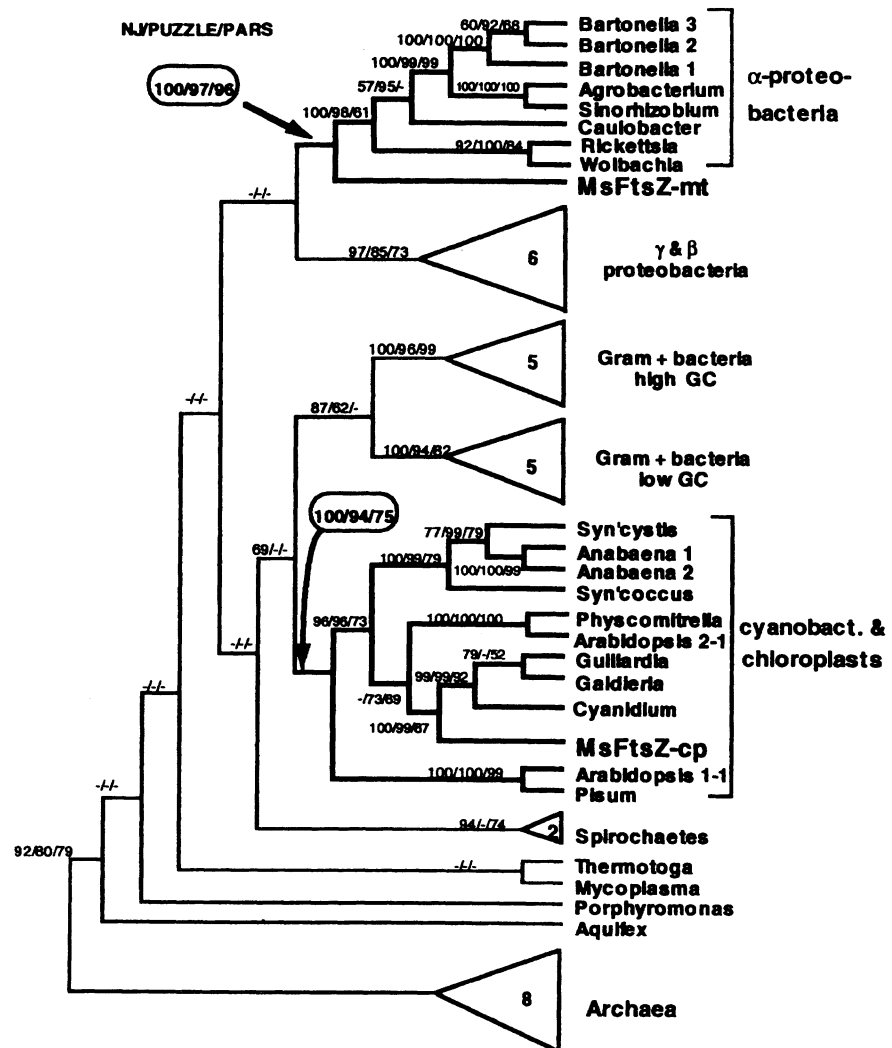 NJ/PUZZLE/PARS
100/97/96
60/92/68
Bartonella 3
Bartonella 2
100/100/100
Bartonella 1
100/99/99
Agrobacterium
100/100/100
Sinorhizobium
57/95/-
Caulobacter
100/98/61
Rickettsia
92/100/84
Wolbachia
MsFtsZ-mt
α-proteo-
bacteria
-/-/-
97/85/73
6
γ & β
proteobacteria
100/96/99
5
Gram + bacteria
high GC
-/-/-
87/62/-
100/94/82
5
Gram + bacteria
low GC
100/94/75
77/99/79
Syn'cystis
Anabaena 1
100/100/99
Anabaena 2
69/-/-
100/99/79
Syn'coccus
96/96/73
100/100/100
Physcomitrella
Arabidopsis 2-1
cyanobact. &
chloroplasts
-/-/-
79/-/52
Guillardia
Galdieria
99/99/92
-/73/69
Cyanidium
100/99/67
MsFtsZ-cp
-/-/-
100/100/99
Arabidopsis 1-1
Pisum
-/-/-
94/-/74
2
Spirochaetes
92/80/79
-/-/-
Thermotoga
Mycoplasma
Porphyromonas
Aquifex
8
Archaea